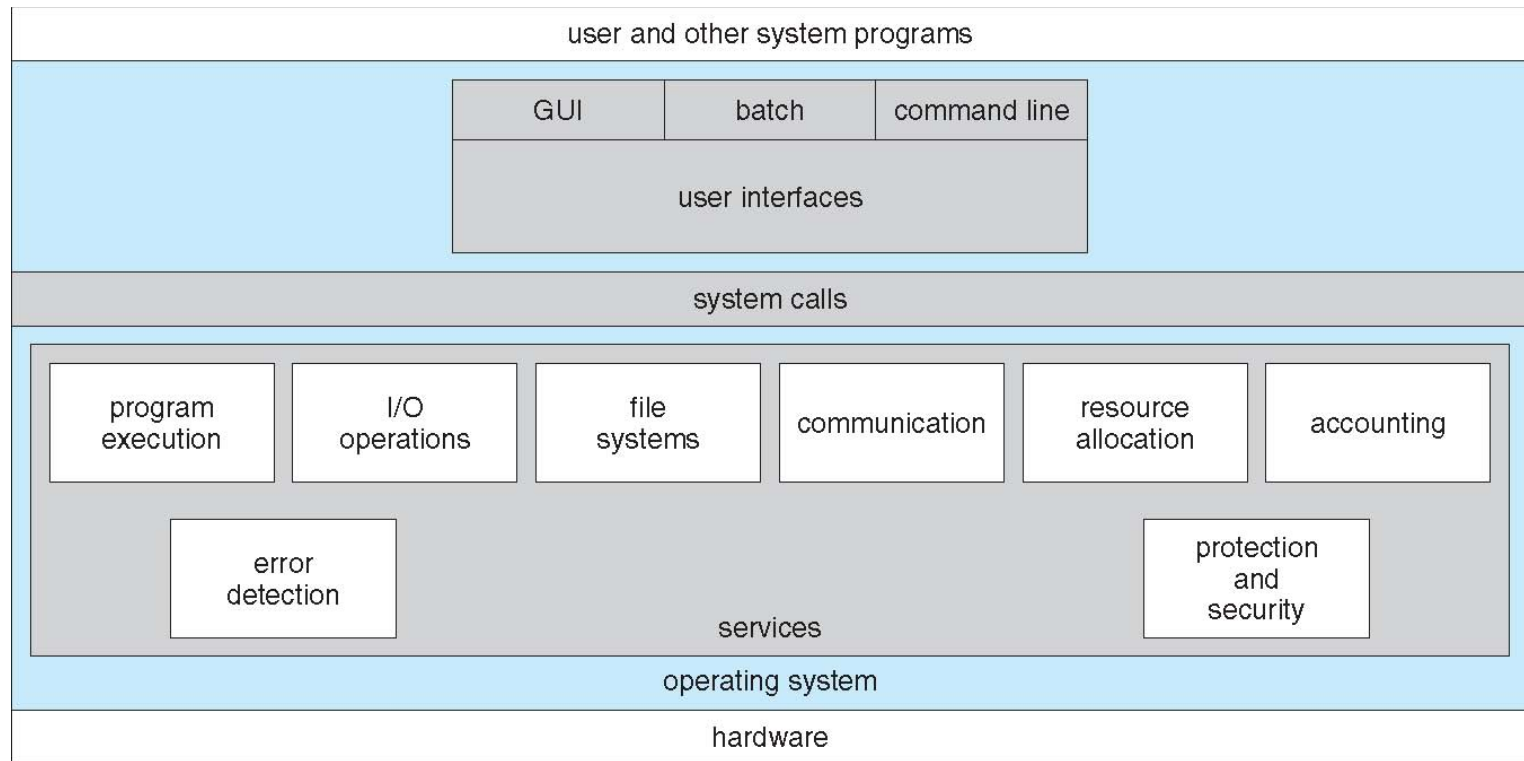 user and other system programs
GUI
batch
command line
user interfaces
system calls
program
execution
I/O
operations
file
systems
communication
resource
allocation
accounting
error
detection
protection
and
security
services
operating system
hardware